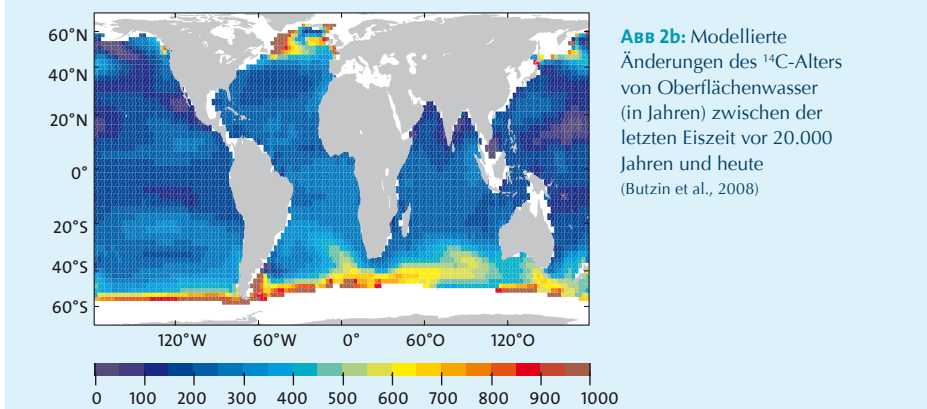 60°N
40°N
20°N
0°
20°S
40°S
60°S
120°W 60°W 0° 60°O 120°O
0 100 200 300 400 500 600 700 800 900 1000
ABB 2b: Modellierte
Änderungen des ¹⁴C-Alters
von Oberflächenwasser
(in Jahren) zwischen der
letzten Eiszeit vor 20.000
Jahren und heute
(Butzin et al., 2008)